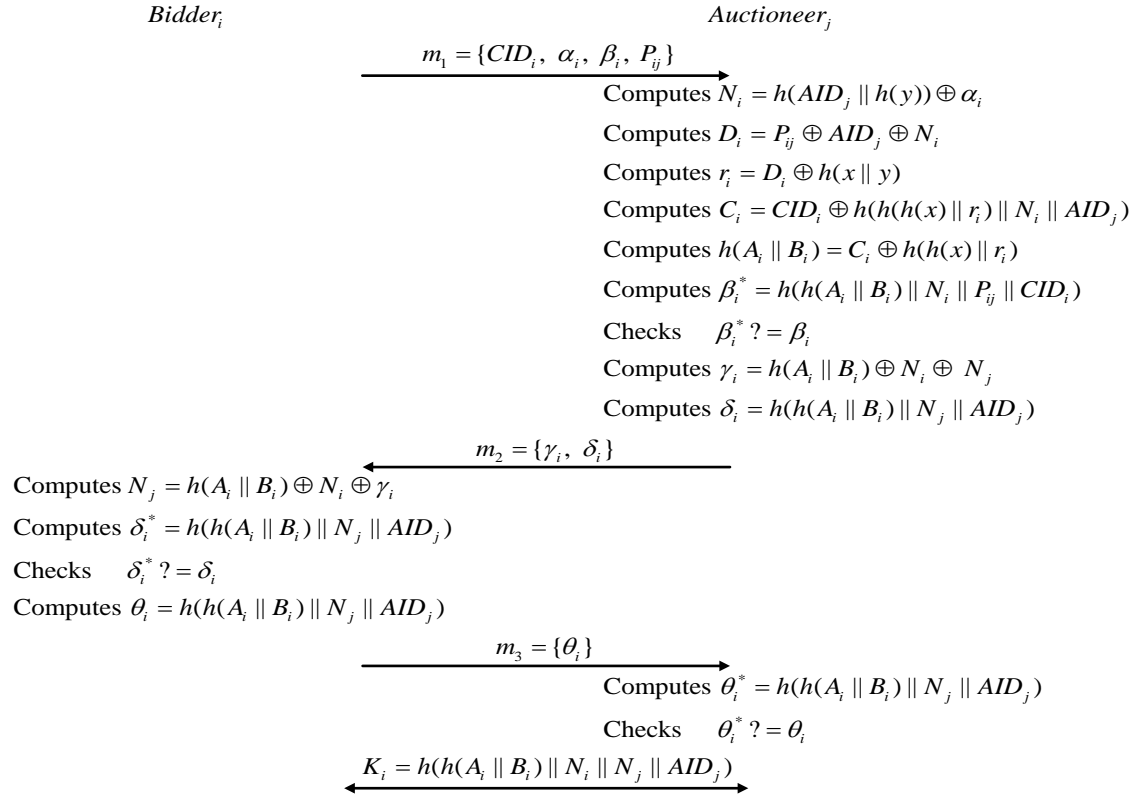 Bidder_i Auctioneer_j
m_1 = {CID_i, α_i, β_i, P_ij}
Computes N_i = h(AID_j || h(y)) ⊕ α_i
Computes D_i = P_ij ⊕ AID_j ⊕ N_i
Computes r_i = D_i ⊕ h(x || y)
Computes C_i = CID_i ⊕ h(h(h(x) || r_i) || N_i || AID_j)
Computes h(A_i || B_i) = C_i ⊕ h(h(x) || r_i)
Computes β_i^* = h(h(A_i || B_i) || N_i || P_ij || CID_i)
Checks β_i^* ? = β_i
Computes γ_i = h(A_i || B_i) ⊕ N_i ⊕ N_j
Computes δ_i = h(h(A_i || B_i) || N_j || AID_j)
m_2 = {γ_i, δ_i}
Computes N_j = h(A_i || B_i) ⊕ N_i ⊕ γ_i
Computes δ_i^* = h(h(A_i || B_i) || N_j || AID_j)
Checks δ_i^* ? = δ_i
Computes θ_i = h(h(A_i || B_i) || N_j || AID_j)
m_3 = {θ_i}
Computes θ_i^* = h(h(A_i || B_i) || N_j || AID_j)
Checks θ_i^* ? = θ_i
K_i = h(h(A_i || B_i) || N_i || N_j || AID_j)